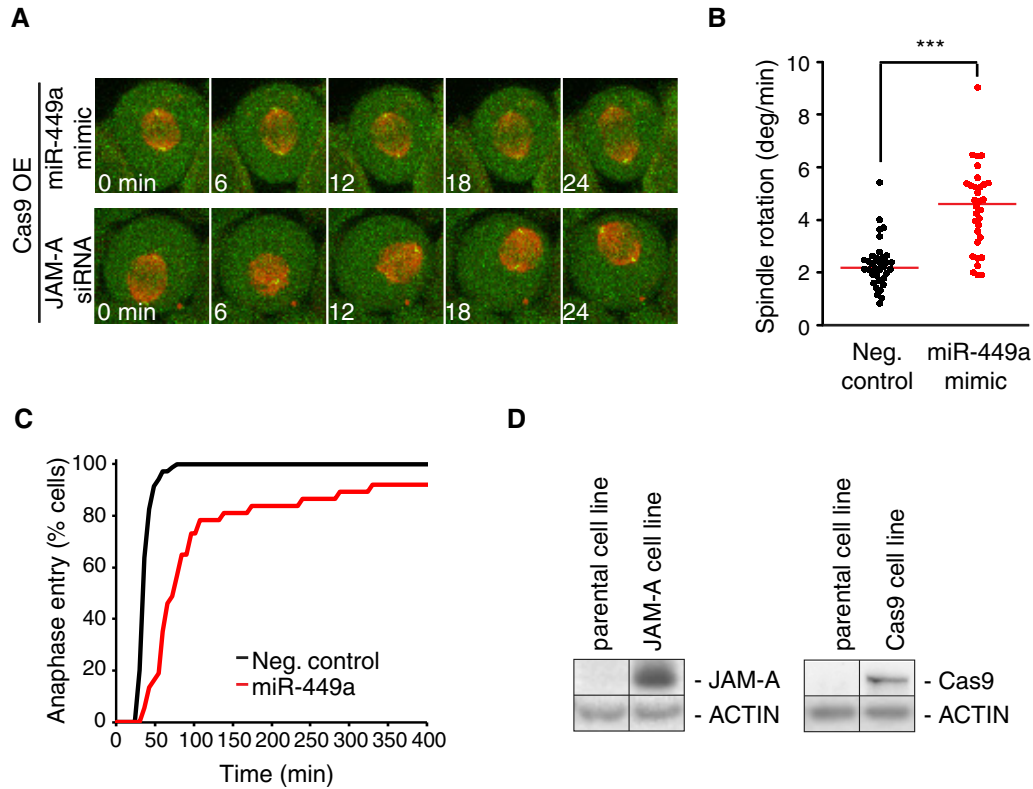 A
Cas9 OE
miR-449a
mimic
0 min
6
12
18
24
JAM-A
siRNA
0 min
6
12
18
24
B
***
Spindle rotation (deg/min)
10
8
6
4
2
0
Neg.
control
miR-449a
mimic
C
Anaphase entry (% cells)
100
80
60
40
20
0
Neg. control
miR-449a
0
50
100
150
200
250
300
350
400
Time (min)
D
parental cell line
JAM-A cell line
- JAM-A
- ACTIN
parental cell line
Cas9 cell line
- Cas9
- ACTIN